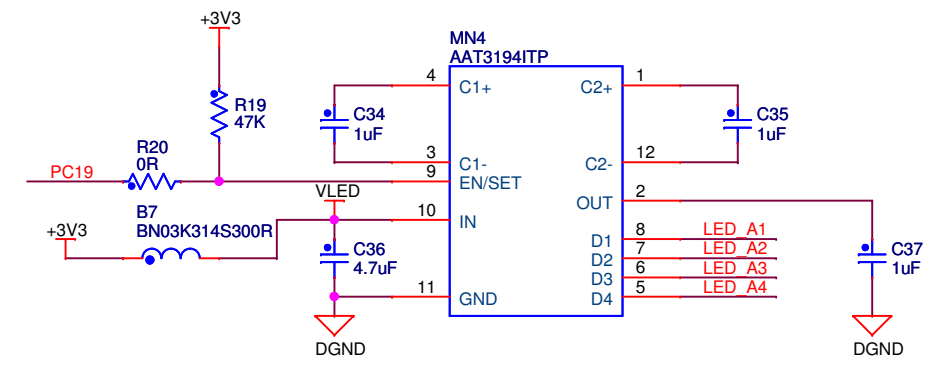 +3V3
MN4
AAT3194ITP
4
C1+
1
C2+
R19
47K
C34
1uF
C35
1uF
R20
0R
3
C1-
12
C2-
PC19
9
EN/SET
VLED
2
OUT
B7
BN03K314S300R
10
IN
+3V3
8
D1
LED_A1
7
D2
LED_A2
6
D3
LED_A3
5
D4
LED_A4
C36
4.7uF
C37
1uF
11
GND
DGND
DGND